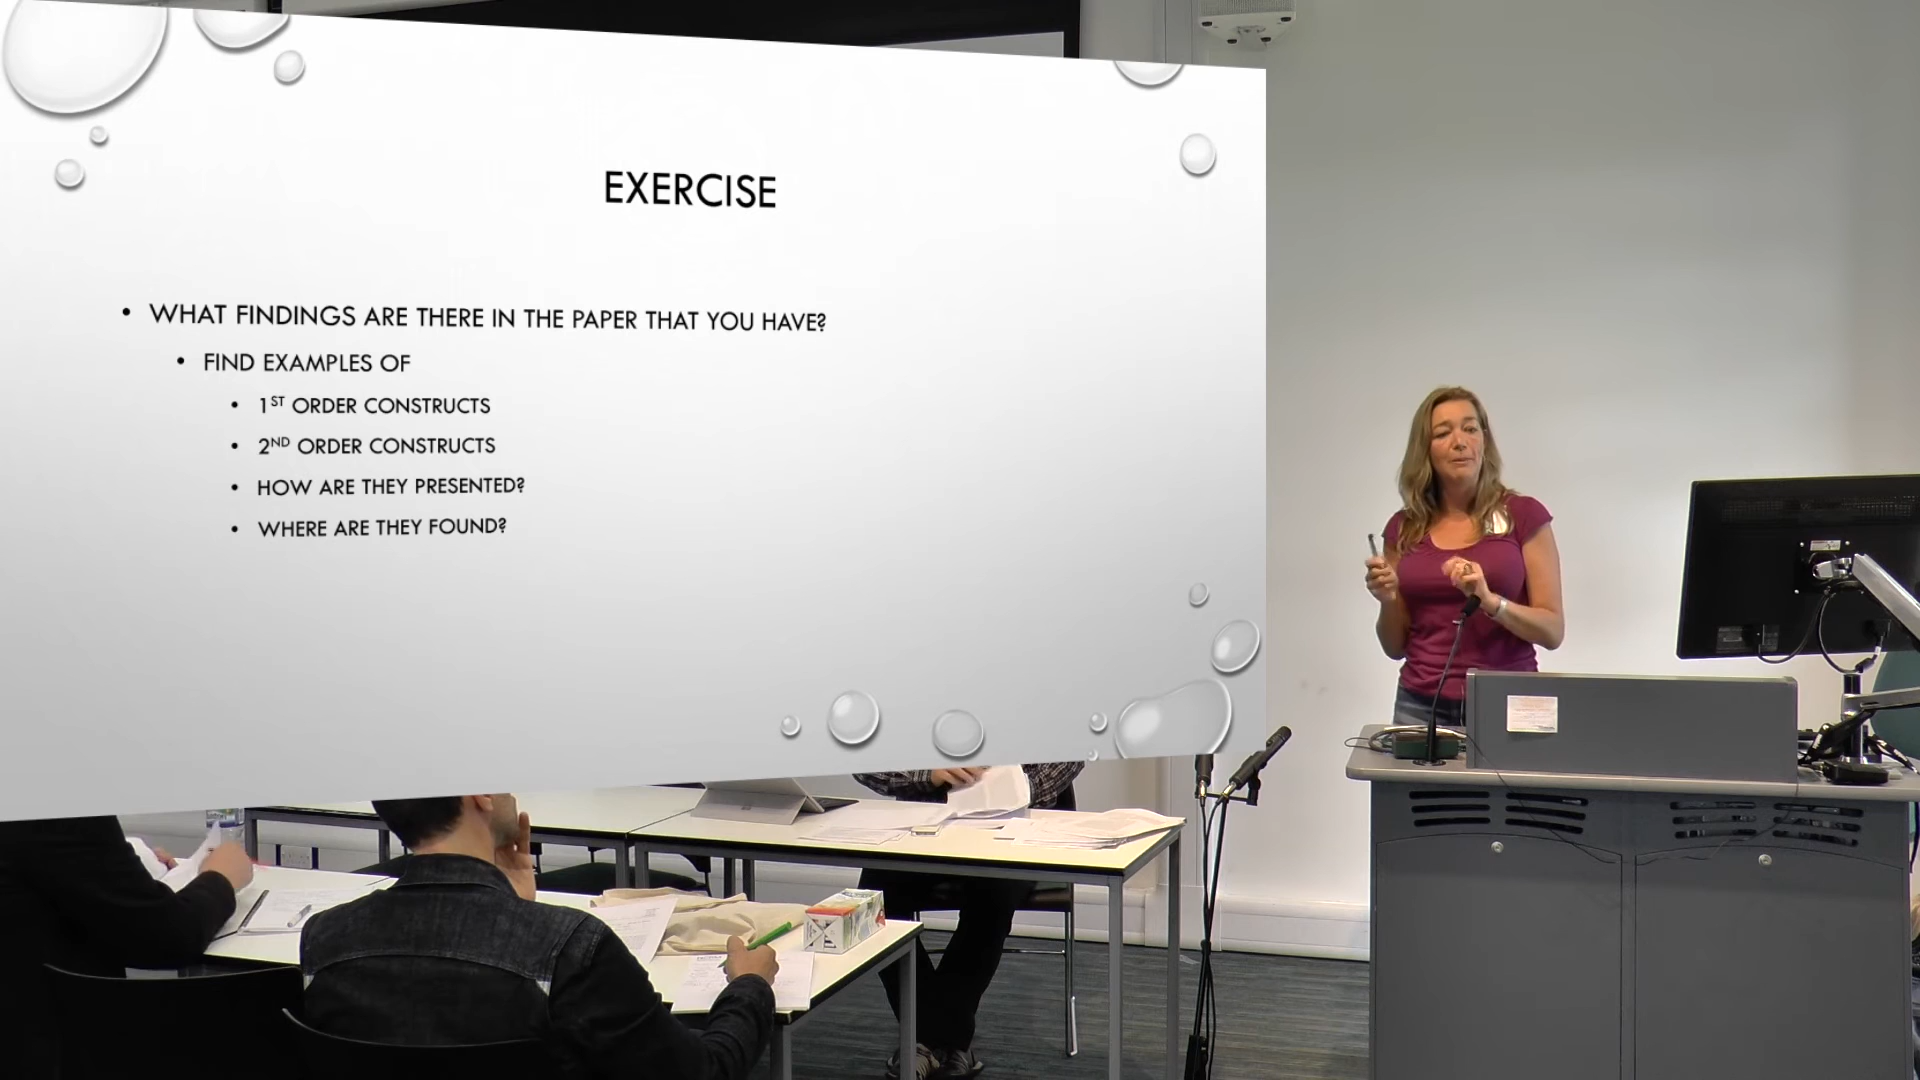 EXERCISE
• WHAT FINDINGS ARE THERE IN THE PAPER THAT YOU HAVE?
• FIND EXAMPLES OF
• 1ST ORDER CONSTRUCTS
• 2ND ORDER CONSTRUCTS
• HOW ARE THEY PRESENTED?
• WHERE ARE THEY FOUND?